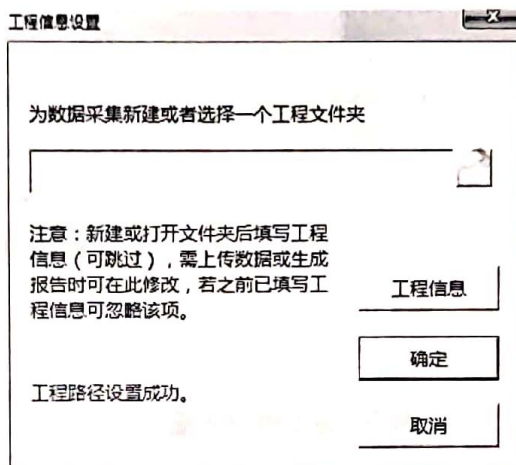 工程信息设置
为数据采集新建或者选择一个工程文件夹
注意：新建或打开文件夹后填写工程
信息（可跳过），需上传数据或生成
报告时可在此修改，若之前已填写工
程信息可忽略该项。
工程信息
确定
工程路径设置成功。
取消